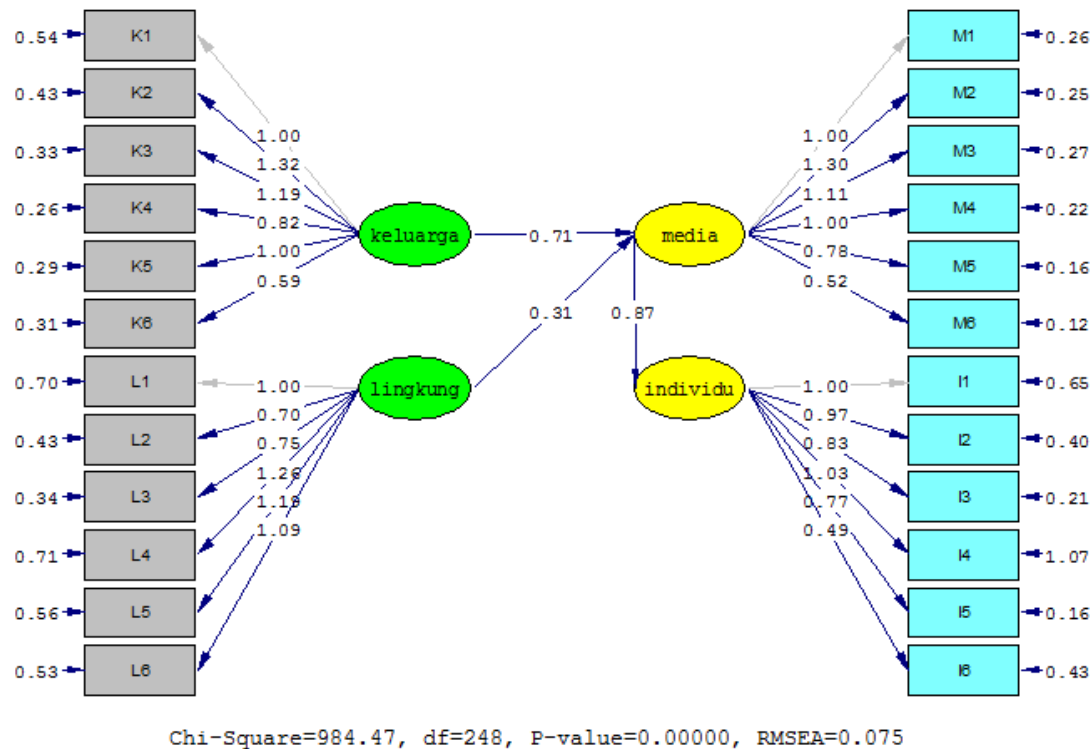 0.54 K1
0.43 K2
0.33 K3
0.26 K4
0.29 K5
0.31 K6
0.70 L1
0.43 L2
0.34 L3
0.71 L4
0.56 L5
0.53 L6
1.00
1.32
1.19
0.82
1.00
0.59
1.00
0.70
0.75
1.26
1.19
1.09
keluarga
lingkung
0.71
0.31
0.87
media
individu
1.00
1.30
1.11
1.00
0.78
0.52
1.00
0.97
0.83
1.03
0.77
0.49
M1 0.26
M2 0.25
M3 0.27
M4 0.22
M5 0.16
M6 0.12
I1 0.65
I2 0.40
I3 0.21
I4 1.07
I5 0.16
I6 0.43
Chi-Square=984.47, df=248, P-value=0.00000, RMSEA=0.075